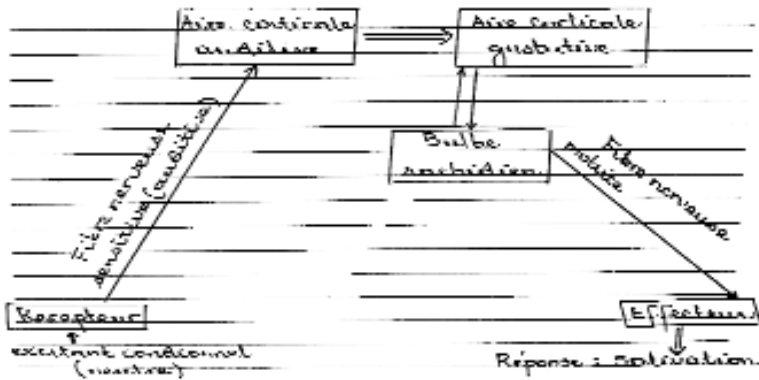 Aire corticale
auditive
Aire corticale
gustative
Fibre nerveuse
sensitive (auditive)
Bulbe
rachidien
Fibre nerveuse
motrice
Récepteur
excitant conditionnel
(neutre)
Effecteur
Réponse : salivation